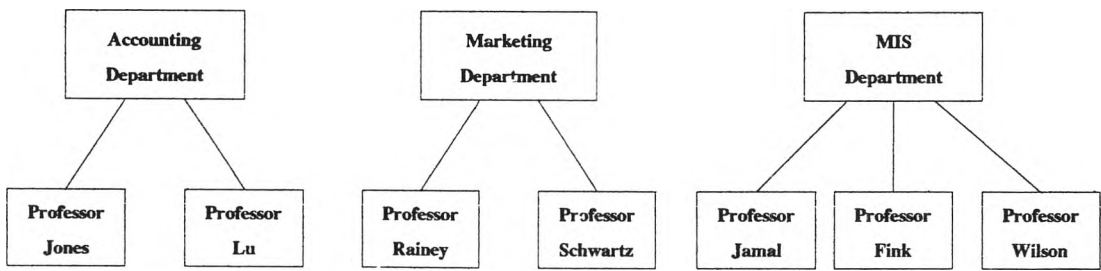 Accounting
Department
Marketing
Department
MIS
Department
Professor
Jones
Professor
Lu
Professor
Rainey
Professor
Schwartz
Professor
Jamal
Professor
Fink
Professor
Wilson